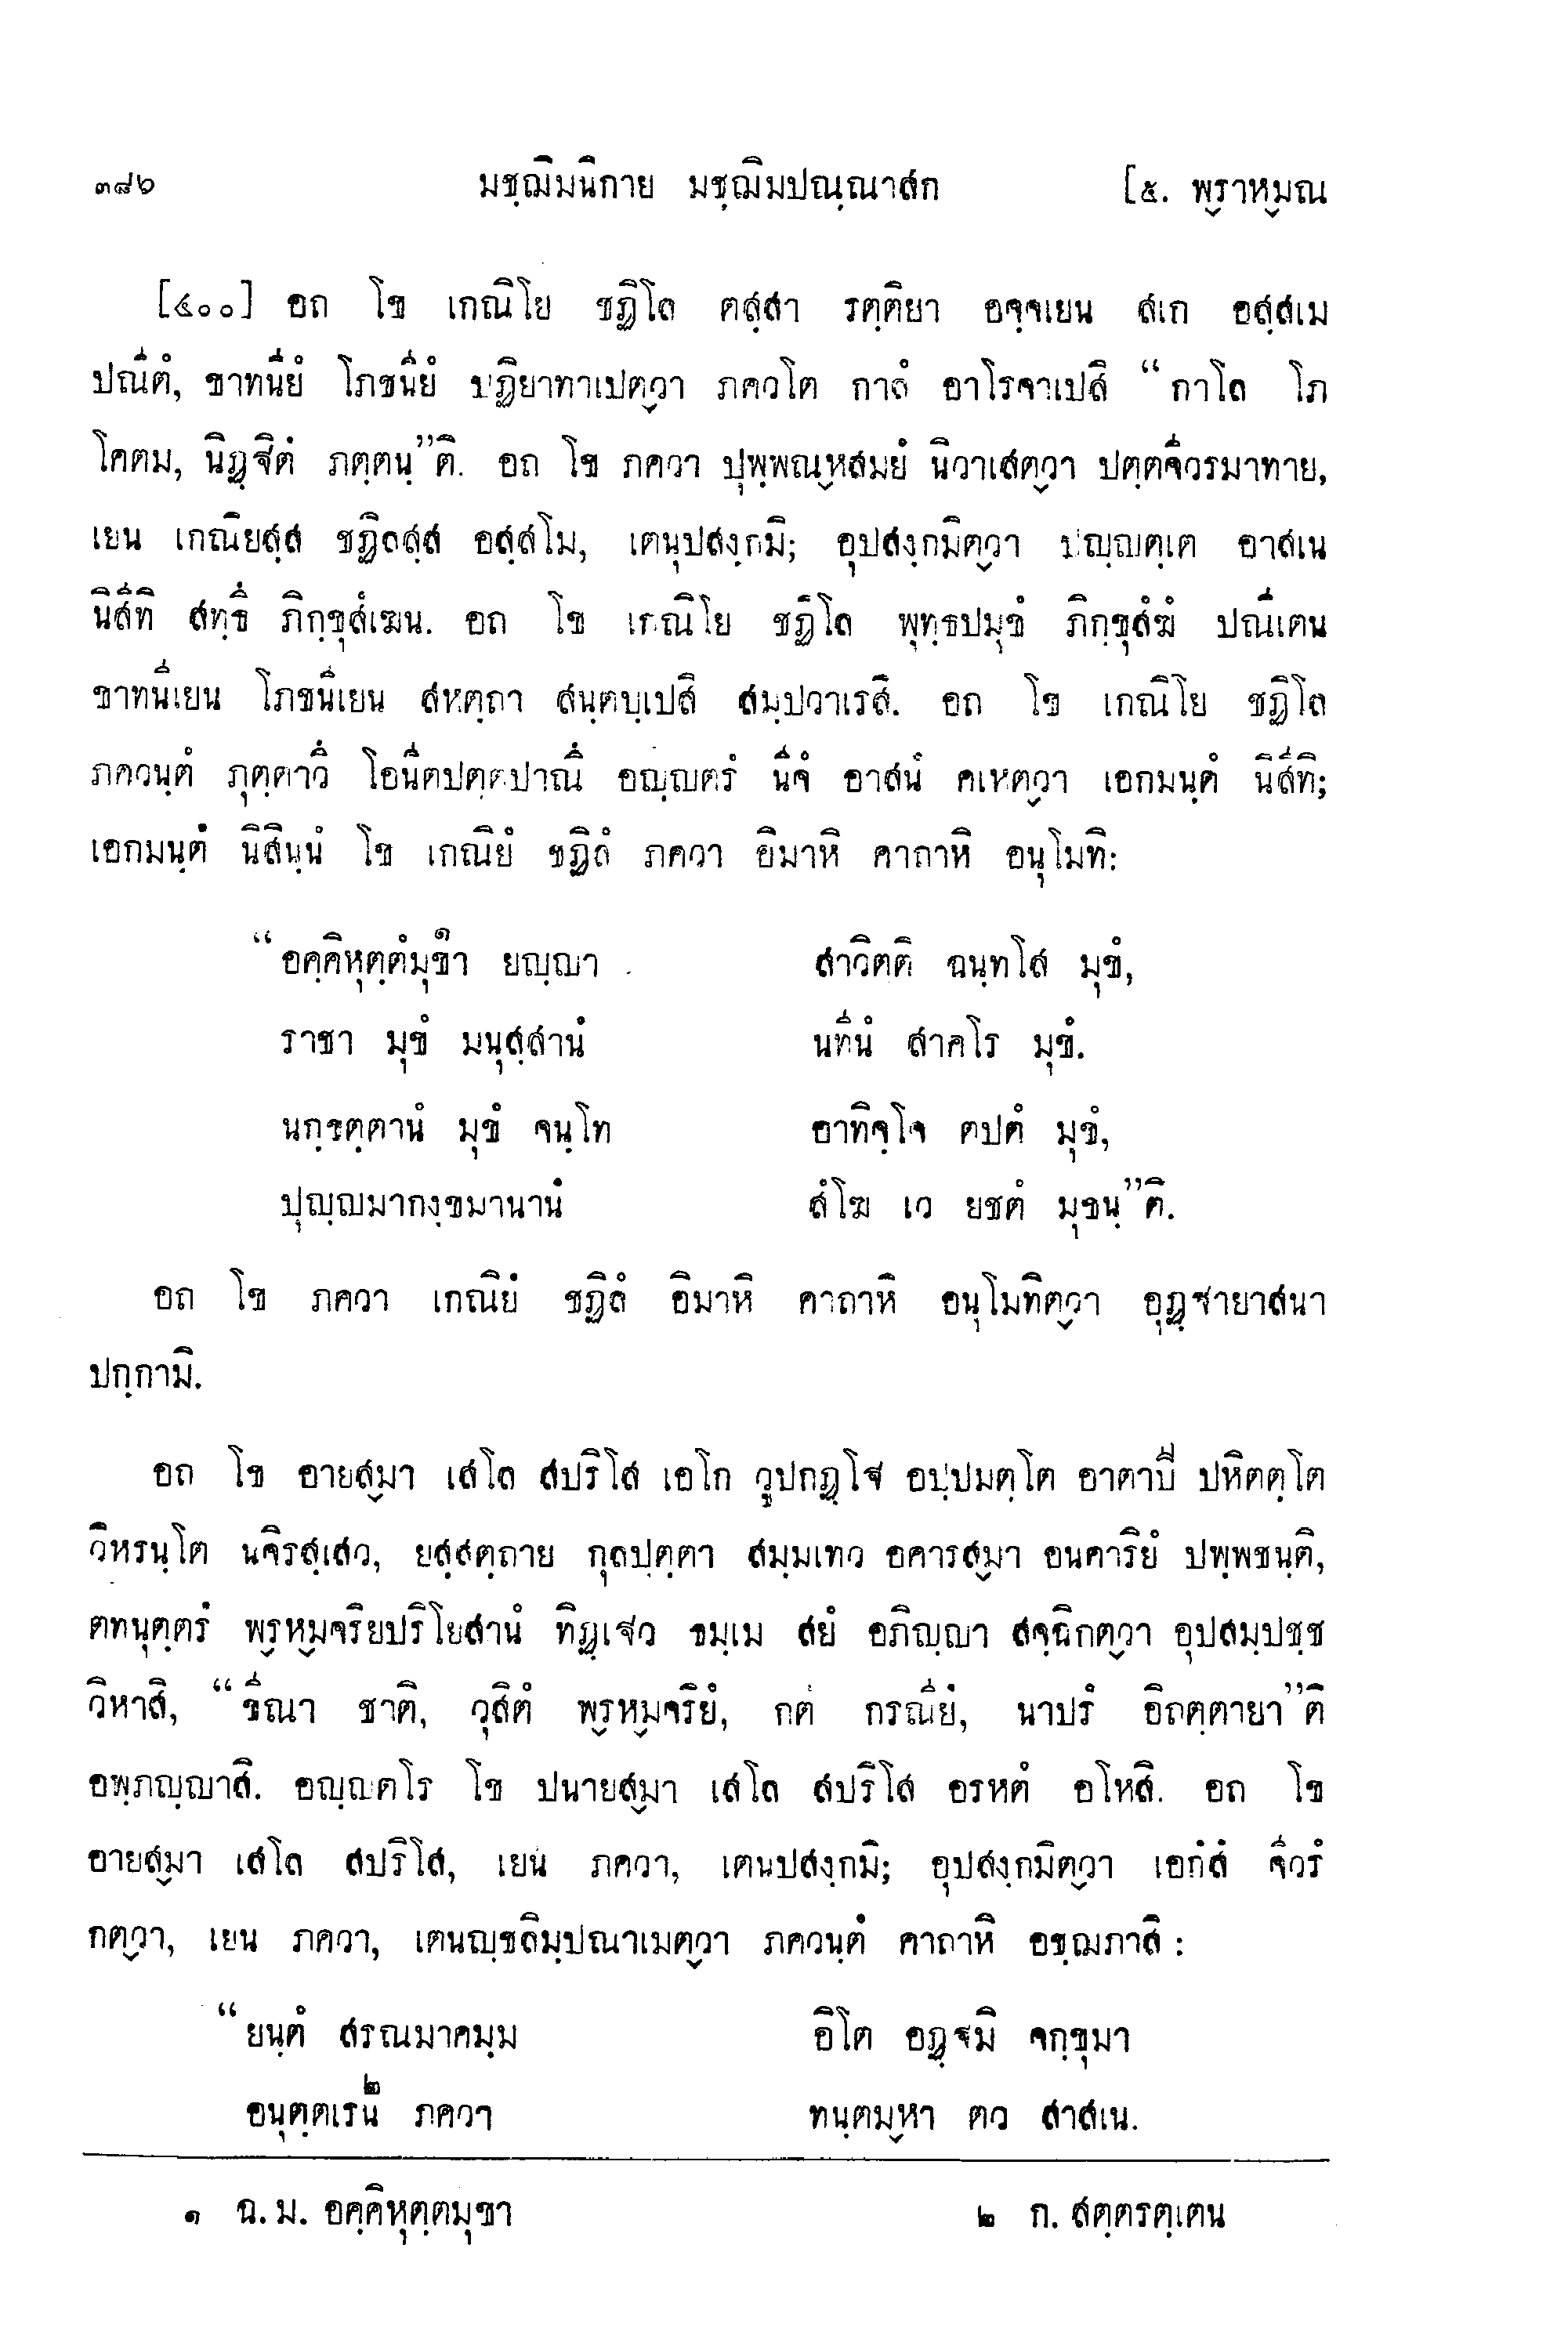 ๓๘๖ มชฺฌิมนิกาย มชฺฌิมปณฺณาสก [๕. พฺราหฺมณ
[๔๐๐] อถ โข เกณิโย ชฏิโล ตสฺสา รตฺติยา อจฺจเยน สเก อสฺสเม
ปณีตํ, ขาทนียํ โภชนียํ ปฏิยาทาเปตฺวา ภควโต กาลํ อาโรจาเปสิ “กาโล โภ
โคตม, นิฏฺฐิตํ ภตฺตนฺ”ติ. อถ โข ภควา ปุพฺพณฺหสมยํ นิวาเสตฺวา ปตฺตจีวรมาทาย,
เยน เกณิยสฺส ชฏิลสฺส อสฺสโม, เตนุปสงฺกมิ; อุปสงฺกมิตฺวา ปญฺญตฺเต อาสเน
นิสีทิ สทฺธึ ภิกฺขุสํเฆน. อถ โข เกณิโย ชฏิโล พุทฺธปมุขํ ภิกฺขุสํฆํ ปณีเตน
ขาทนีเยน โภชนีเยน สหตฺถา สนฺตปฺเปสิ สมฺปวาเรสิ. อถ โข เกณิโย ชฏิโล
ภควนฺตํ ภุตฺตาวึ โอนีตปตฺตปาณึ อญฺญตรํ นีจํ อาสนํ คเหตฺวา เอกมนฺตํ นิสีทิ;
เอกมนฺตํ นิสินฺนํ โข เกณิยํ ชฏิลํ ภควา อิมาหิ คาถาหิ อนุโมทิ:
“อคฺคิหุตฺตํมุขา๑ ยญฺญา สาวิตฺติ ฉนฺทโส มุขํ,
ราชา มุขํ มนุสฺสานํ นทีนํ สาคโร มุขํ.
นกฺขตฺตานํ มุขํ จนฺโท อาทิจฺโจ ตปตํ มุขํ,
ปุญฺญมากงฺขมานานํ สํโฆ เว ยชตํ มุขนฺ”ติ.
อถ โข ภควา เกณิยํ ชฏิลํ อิมาหิ คาถาหิ อนุโมทิตฺวา อุฏฺฐายาสนา
ปกฺกามิ.
อถ โข อายสฺมา เสโล สปริโส เอโก วูปกฏฺโฐ อปฺปมตฺโต อาตาปี ปหิตตฺโต
วิหรนฺโต นจิรสฺเสว, ยสฺสตฺถาย กุลปุตฺตา สมฺมเทว อคารสฺมา อนคาริยํ ปพฺพชนฺติ,
ตทนุตฺตรํ พฺรหฺมจริยปริโยสานํ ทิฏฺเฐว ธมฺเม สยํ อภิญฺญา สจฺฉิกตฺวา อุปสมฺปชฺช
วิหาสิ, “ขีณา ชาติ, วุสิตํ พฺรหฺมจริยํ, กตํ กรณียํ, นาปรํ อิถตฺตายา”ติ
อพฺภญฺญาสิ. อญฺญตโร โข ปนายสฺมา เสโล สปริโส อรหตํ อโหสิ. อถ โข
อายสฺมา เสโล สปริโส, เยน ภควา, เตนุปสงฺกมิ; อุปสงฺกมิตฺวา เอกํสํ จีวรํ
กตฺวา, เยน ภควา, เตนญฺชลิมฺปณาเมตฺวา ภควนฺตํ คาถาหิ อชฺฌภาสิ :
“ยนฺตํ สรณมาคมฺม อิโต อฏฺฐมิ จกฺขุมา
อนุตฺตเรน๒ ภควา ทนฺตมฺหา ตว สาสเน.
๑ ฉ. ม. อคฺคิหุตฺตมุขา ๒ ก. สตฺตรตฺเตน